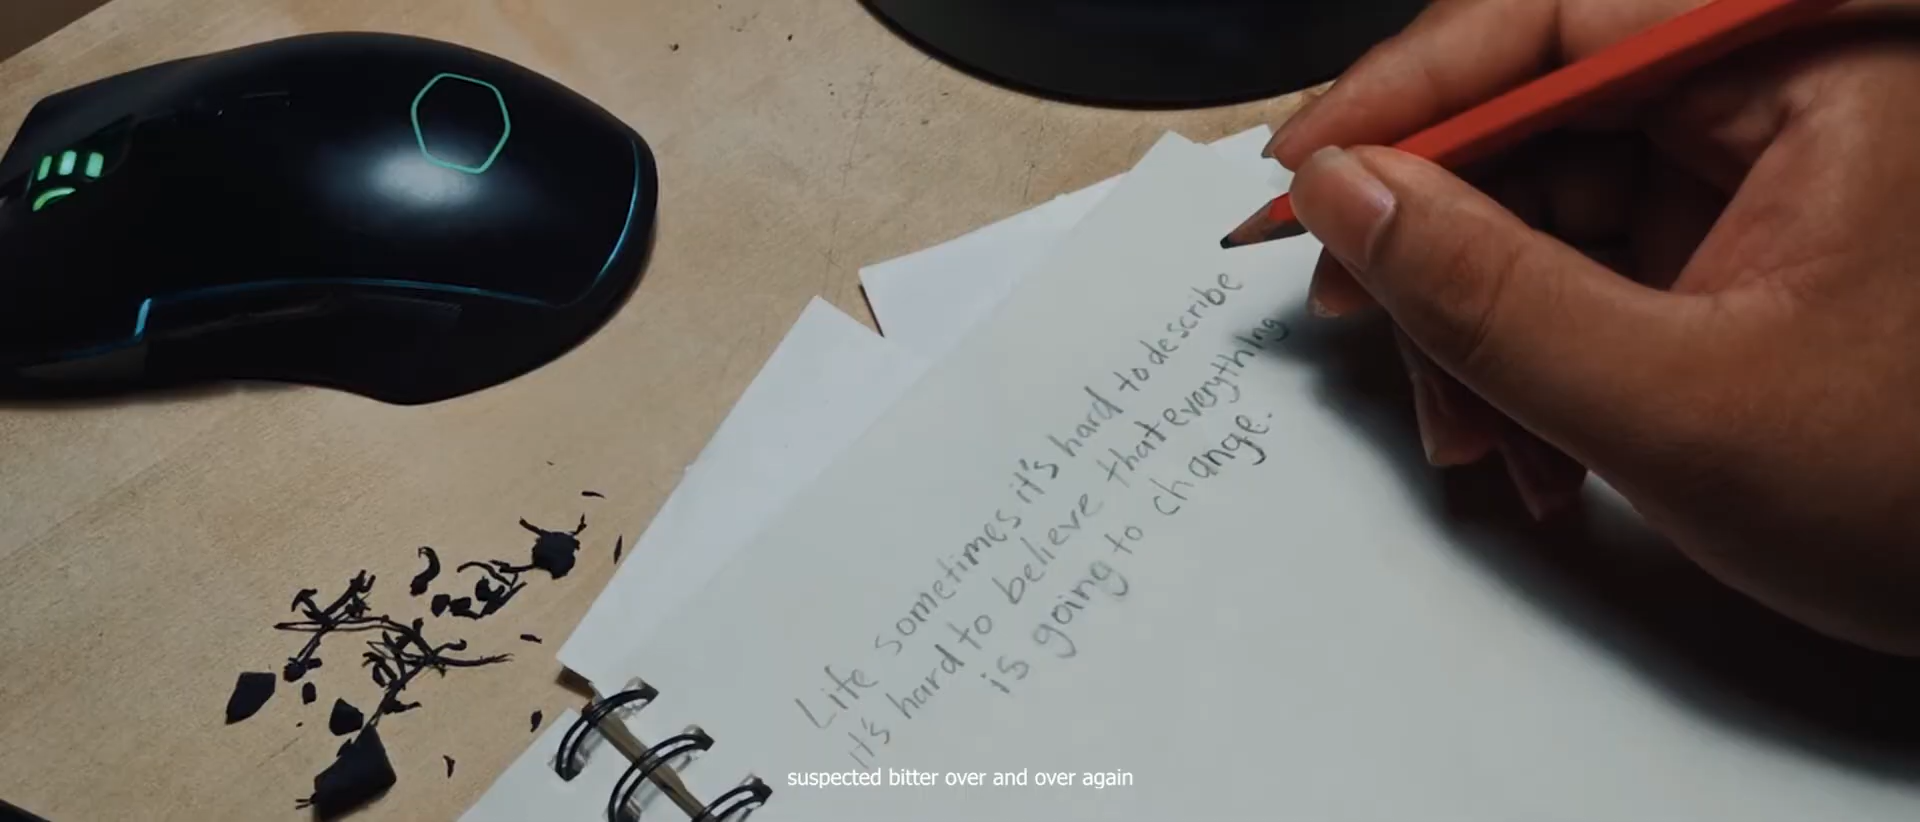 Life sometimes it's hard to describe
it's hard to believe that everything
is going to change.
suspected bitter over and over again